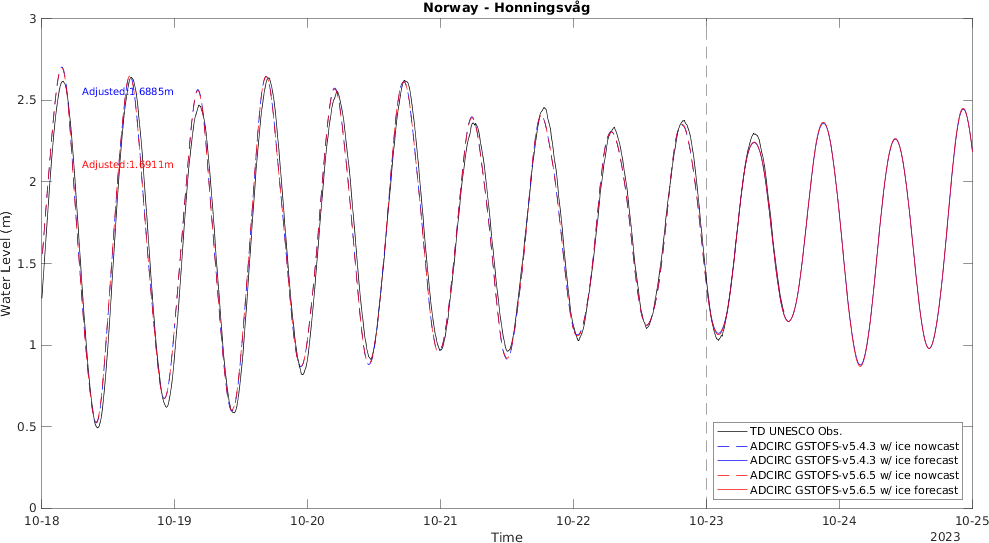 Norway - Honningsvåg
3
2.5
2
1.5
1
0.5
0
Water Level (m)
Adjusted:1.6885m
Adjusted:1.6911m
TD UNESCO Obs.
ADCIRC GSTOFS-v5.4.3 w/ ice nowcast
ADCIRC GSTOFS-v5.4.3 w/ ice forecast
ADCIRC GSTOFS-v5.6.5 w/ ice nowcast
ADCIRC GSTOFS-v5.6.5 w/ ice forecast
10-18 10-19 10-20 10-21 10-22 10-23 10-24 10-25
Time
2023